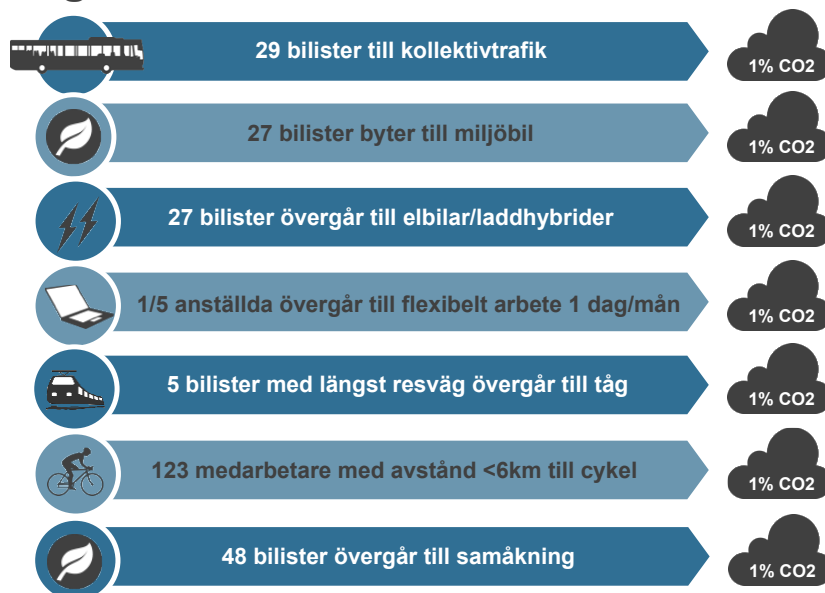 29 bilister till kollektivtrafik
1% CO2
27 bilister byter till miljöbil
1% CO2
27 bilister övergår till elbilar/laddhybrider
1% CO2
1/5 anställda övergår till flexibelt arbete 1 dag/mån
1% CO2
5 bilister med längst resväg övergår till tåg
1% CO2
123 medarbetare med avstånd <6km till cykel
1% CO2
48 bilister övergår till samåkning
1% CO2